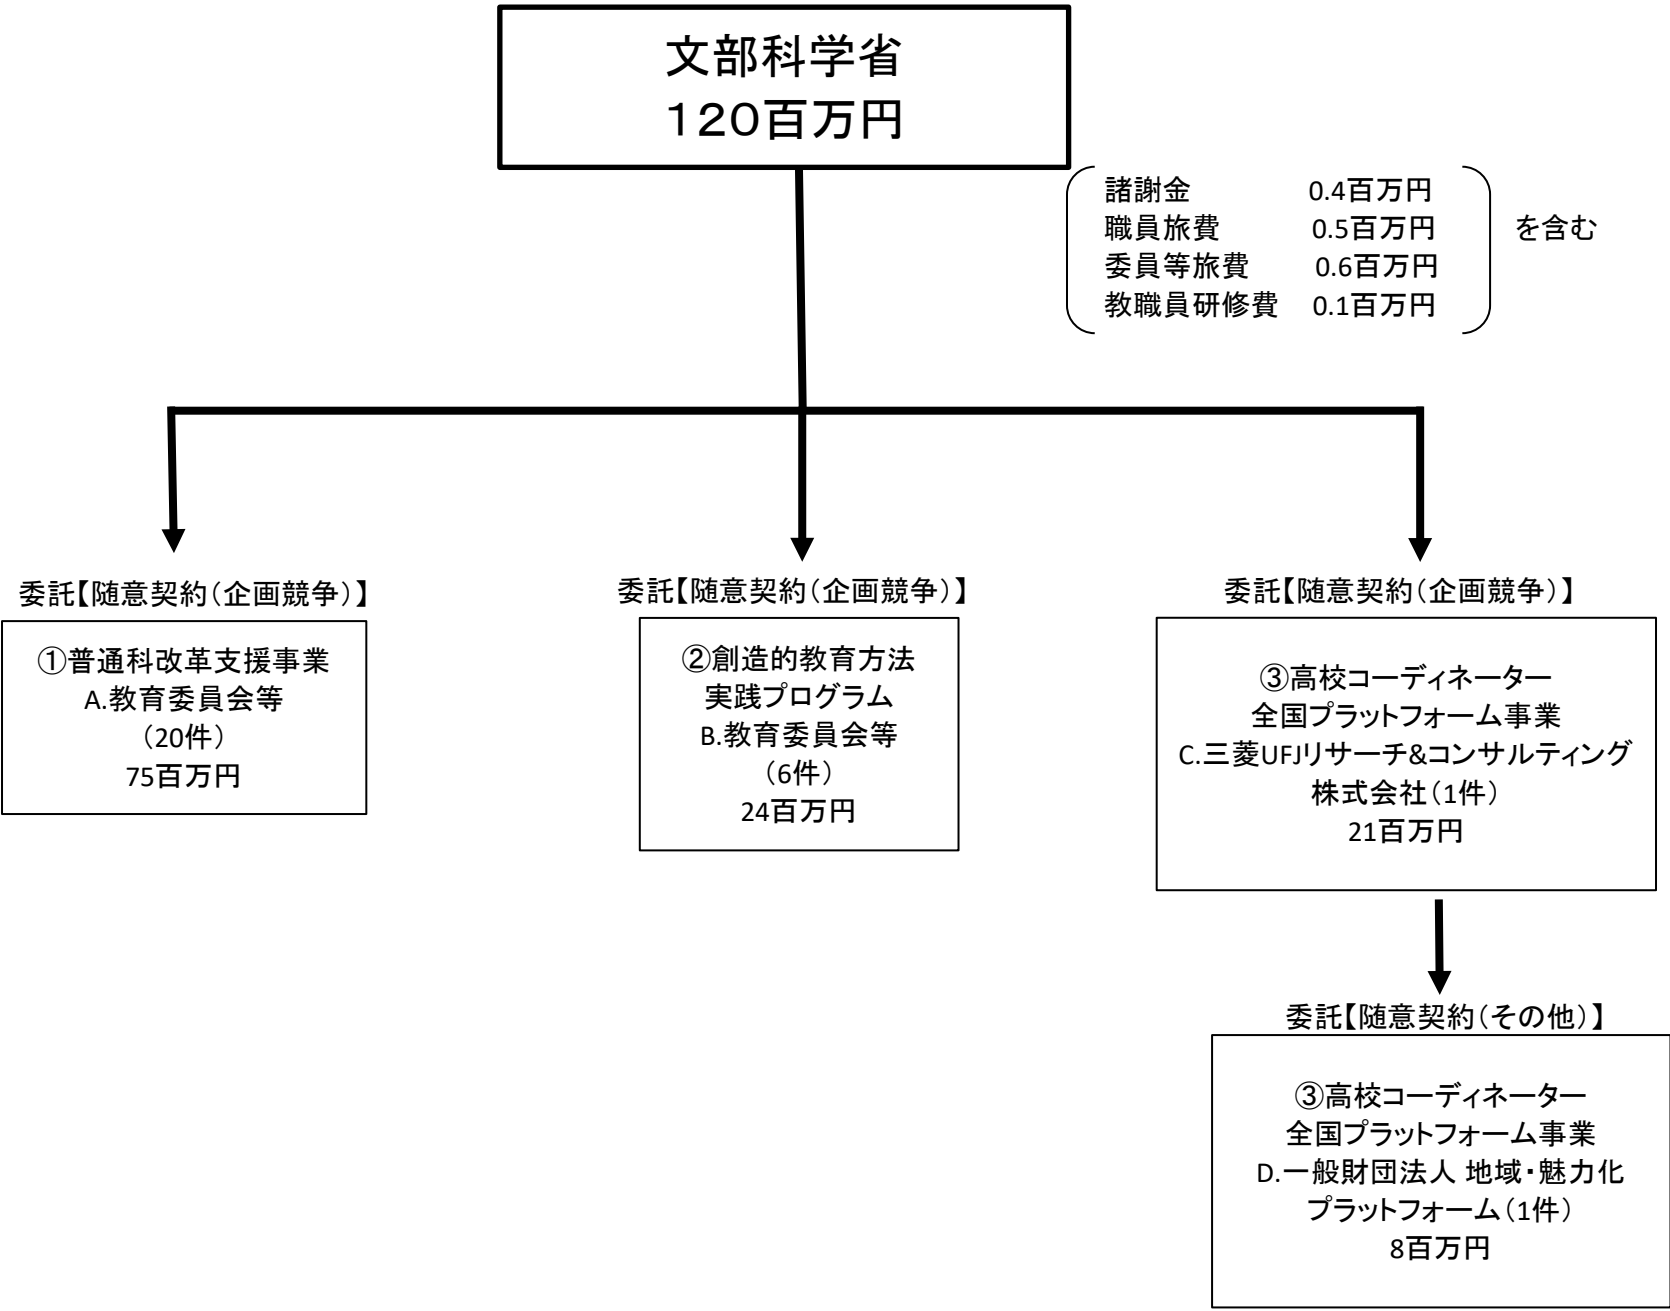 文部科学省
120百万円
諸謝金 0.4百万円
職員旅費 0.5百万円
委員等旅費 0.6百万円
教職員研修費 0.1百万円
を含む
委託【随意契約（企画競争）】
①普通科改革支援事業
A.教育委員会等
（20件）
75百万円
委託【随意契約（企画競争）】
②創造的教育方法
実践プログラム
B.教育委員会等
（6件）
24百万円
委託【随意契約（企画競争）】
③高校コーディネーター
全国プラットフォーム事業
C.三菱UFJリサーチ&コンサルティング
株式会社（1件）
21百万円
委託【随意契約（その他）】
③高校コーディネーター
全国プラットフォーム事業
D.一般財団法人 地域・魅力化
プラットフォーム（1件）
8百万円